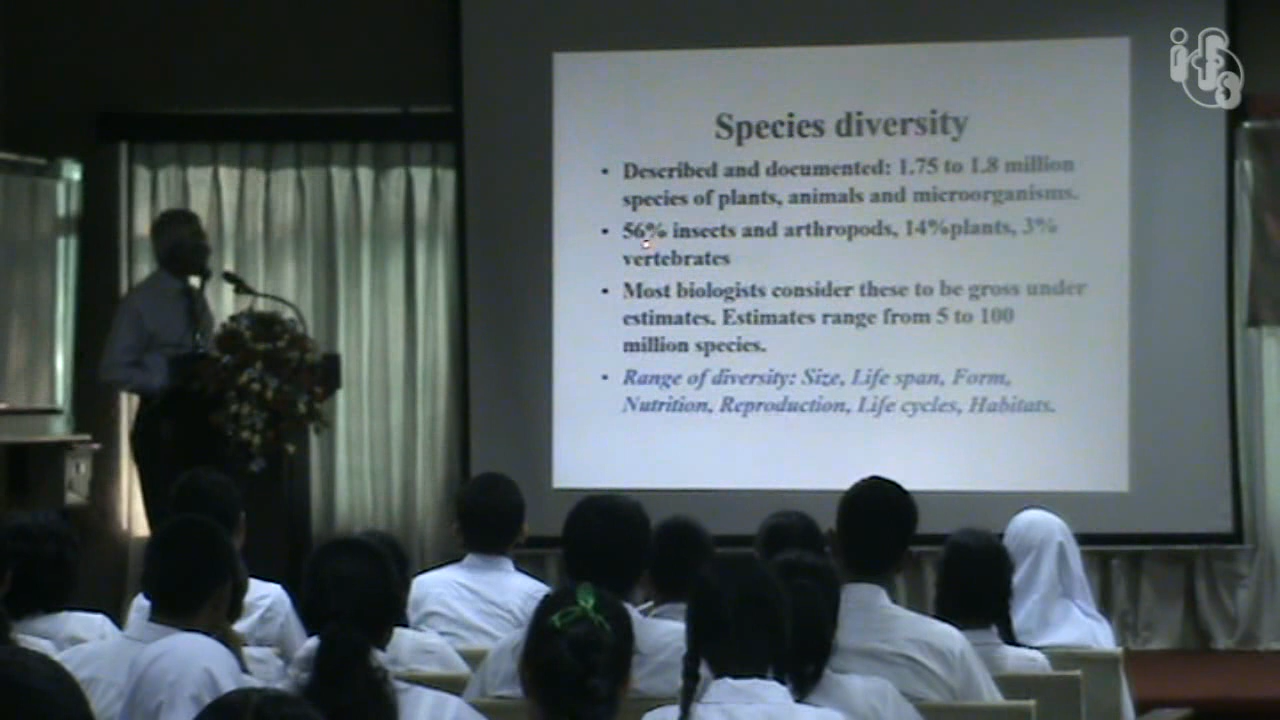 Species diversity
• Described and documented: 1.75 to 1.8 million
species of plants, animals and microorganisms.
• 56% insects and arthropods, 14%plants, 3%
vertebrates
• Most biologists consider these to be gross under
estimates. Estimates range from 5 to 100
million species.
• Range of diversity: Size, Life span, Form,
Nutrition, Reproduction, Life cycles, Habitats.